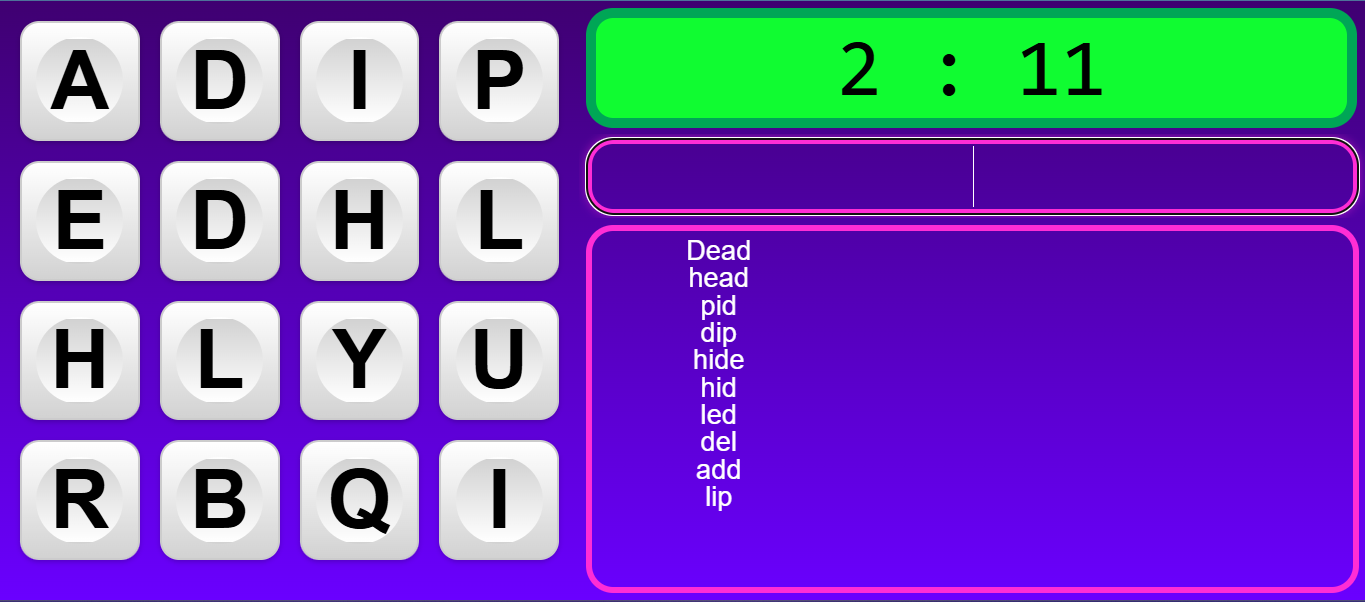 A D I P
E D H L
H L Y U
R B Q I
2 : 11
Dead
head
pid
dip
hide
hid
led
del
add
lip